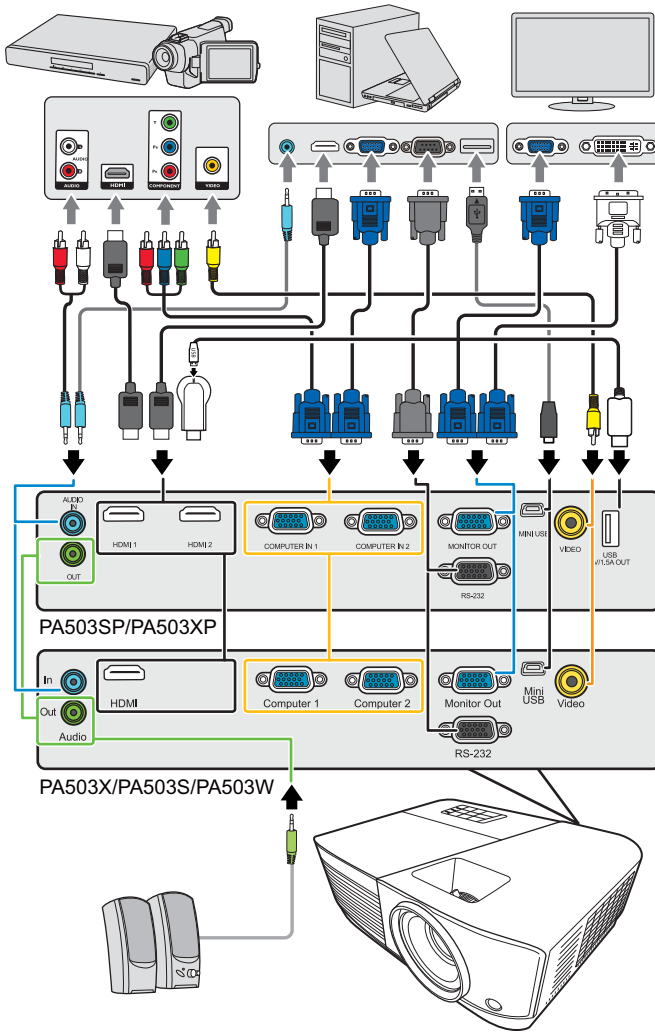 AUDIO
AUDIO
HDMI
Y
PB
PR
COMPONENT
VIDEO
USB
AUDIO
IN
OUT
HDMI 1
HDMI 2
COMPUTER IN 1
COMPUTER IN 2
MONITOR OUT
RS-232
MINI USB
VIDEO
USB
/1.5A OUT
PA503SP/PA503XP
In
Out
Audio
HDMI
Computer 1
Computer 2
Monitor Out
RS-232
Mini
USB
Video
PA503X/PA503S/PA503W